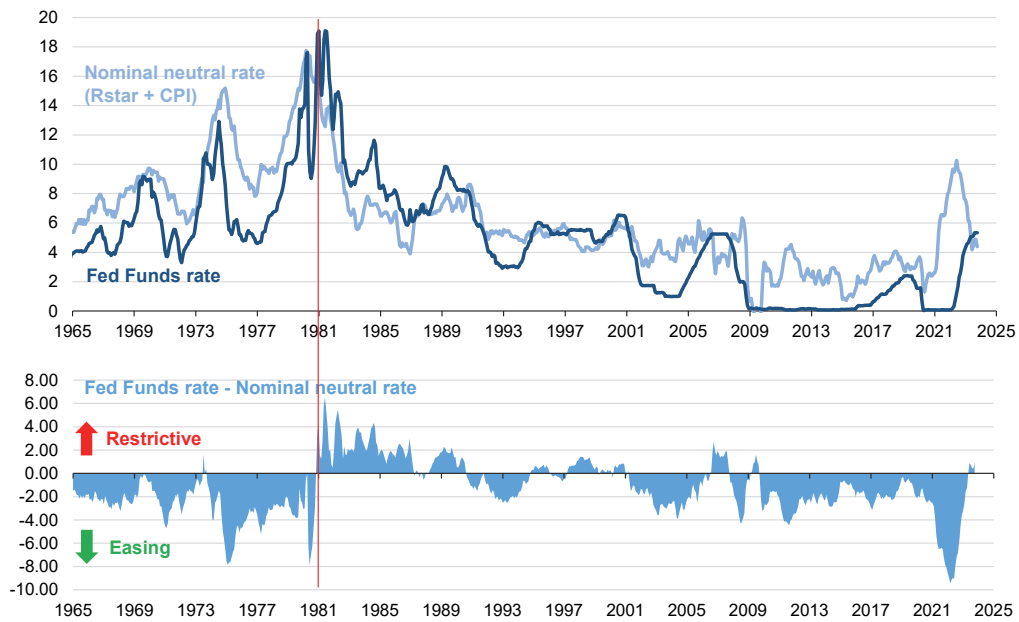 20
18
16
14
12
10
8
6
4
2
0
Nominal neutral rate
(Rstar + CPI)
Fed Funds rate
1965 1969 1973 1977 1981 1985 1989 1993 1997 2001 2005 2009 2013 2017 2021 2025
8.00
6.00
4.00
2.00
0.00
-2.00
-4.00
-6.00
-8.00
-10.00
Fed Funds rate - Nominal neutral rate
Restrictive
Easing
1965 1969 1973 1977 1981 1985 1989 1993 1997 2001 2005 2009 2013 2017 2021 2025